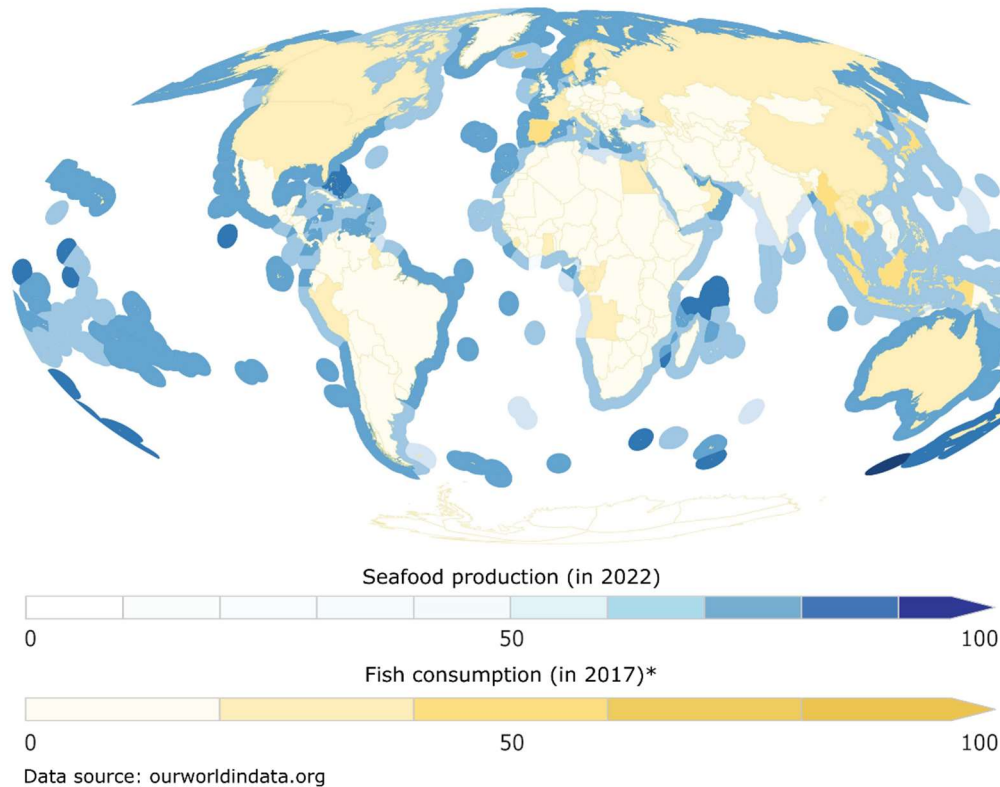 Seafood production (in 2022)
0 50 100
Fish consumption (in 2017)*
0 50 100
Data source: ourworldindata.org